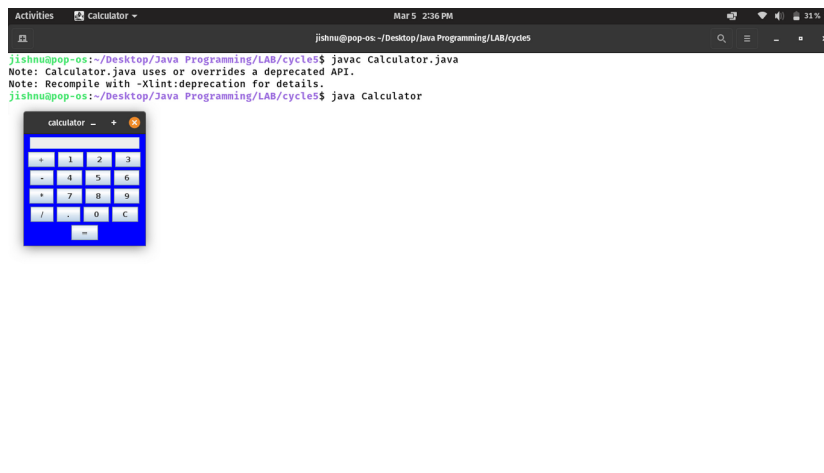 Activities Calculator Mar 5 2:36 PM 31%
jishnu@pop-os: ~/Desktop/Java Programming/LAB/cycle5
jishnu@pop-os:~/Desktop/Java Programming/LAB/cycle5$ javac Calculator.java
Note: Calculator.java uses or overrides a deprecated API.
Note: Recompile with -Xlint:deprecation for details.
jishnu@pop-os:~/Desktop/Java Programming/LAB/cycle5$ java Calculator
calculator
+ 1 2 3
- 4 5 6
* 7 8 9
/ . 0 C
=